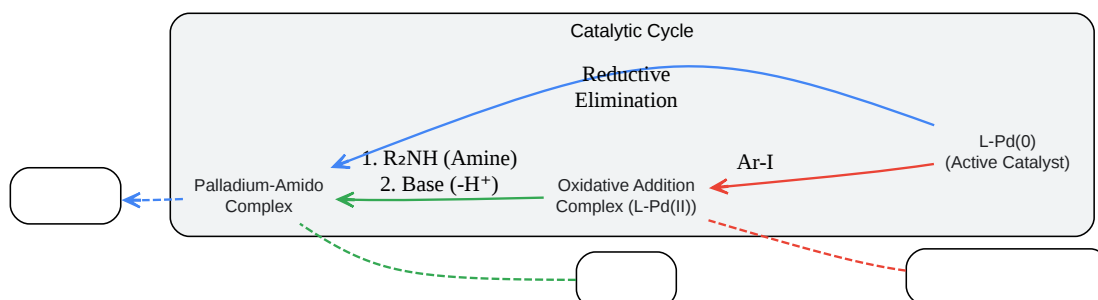 Catalytic Cycle
Reductive
Elimination
1. R₂NH (Amine)
2. Base (-H⁺)
Ar-I
L-Pd(0)
(Active Catalyst)
Palladium-Amido
Complex
Oxidative Addition
Complex (L-Pd(II))